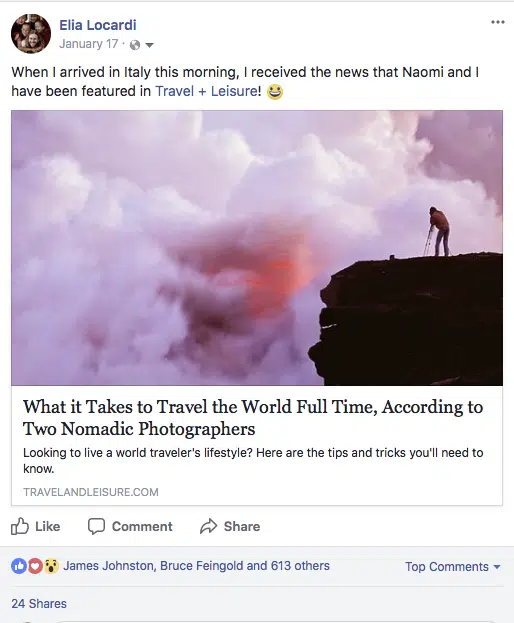 Elia Locardi
January 17 ·
When I arrived in Italy this morning, I received the news that Naomi and I
have been featured in Travel + Leisure! 😆
What it Takes to Travel the World Full Time, According to
Two Nomadic Photographers
Looking to live a world traveler's lifestyle? Here are the tips and tricks you'll need to
know.
TRAVELANDLEISURE.COM
Like Comment Share
James Johnston, Bruce Feingold and 613 others Top Comments
24 Shares